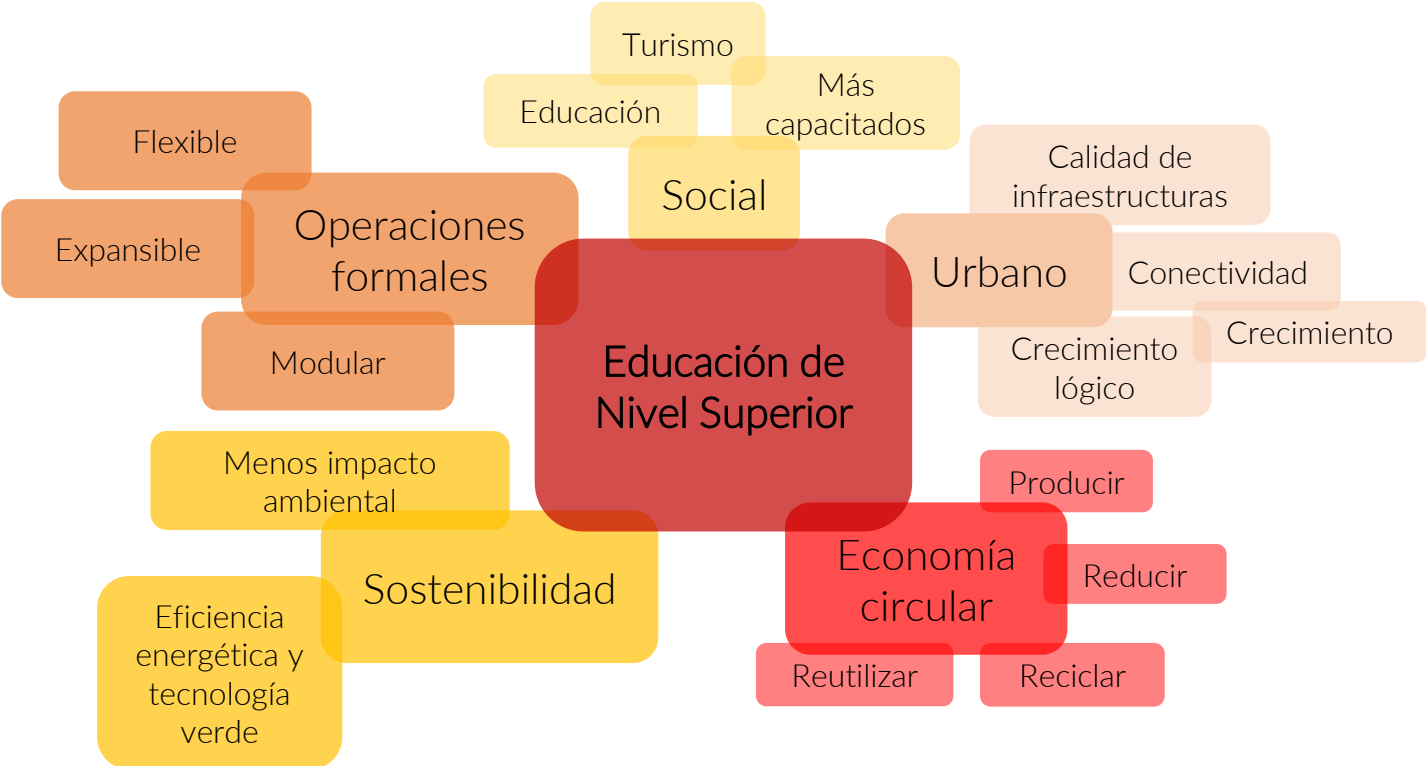 Turismo
Educación
Más
capacitados
Social
Flexible
Expansible
Operaciones
formales
Modular
Calidad de
infraestructuras
Urbano
Conectividad
Crecimiento
Crecimiento
lógico
Educación de
Nivel Superior
Menos impacto
ambiental
Sostenibilidad
Eficiencia
energética y
tecnología
verde
Producir
Economía
circular
Reducir
Reutilizar
Reciclar